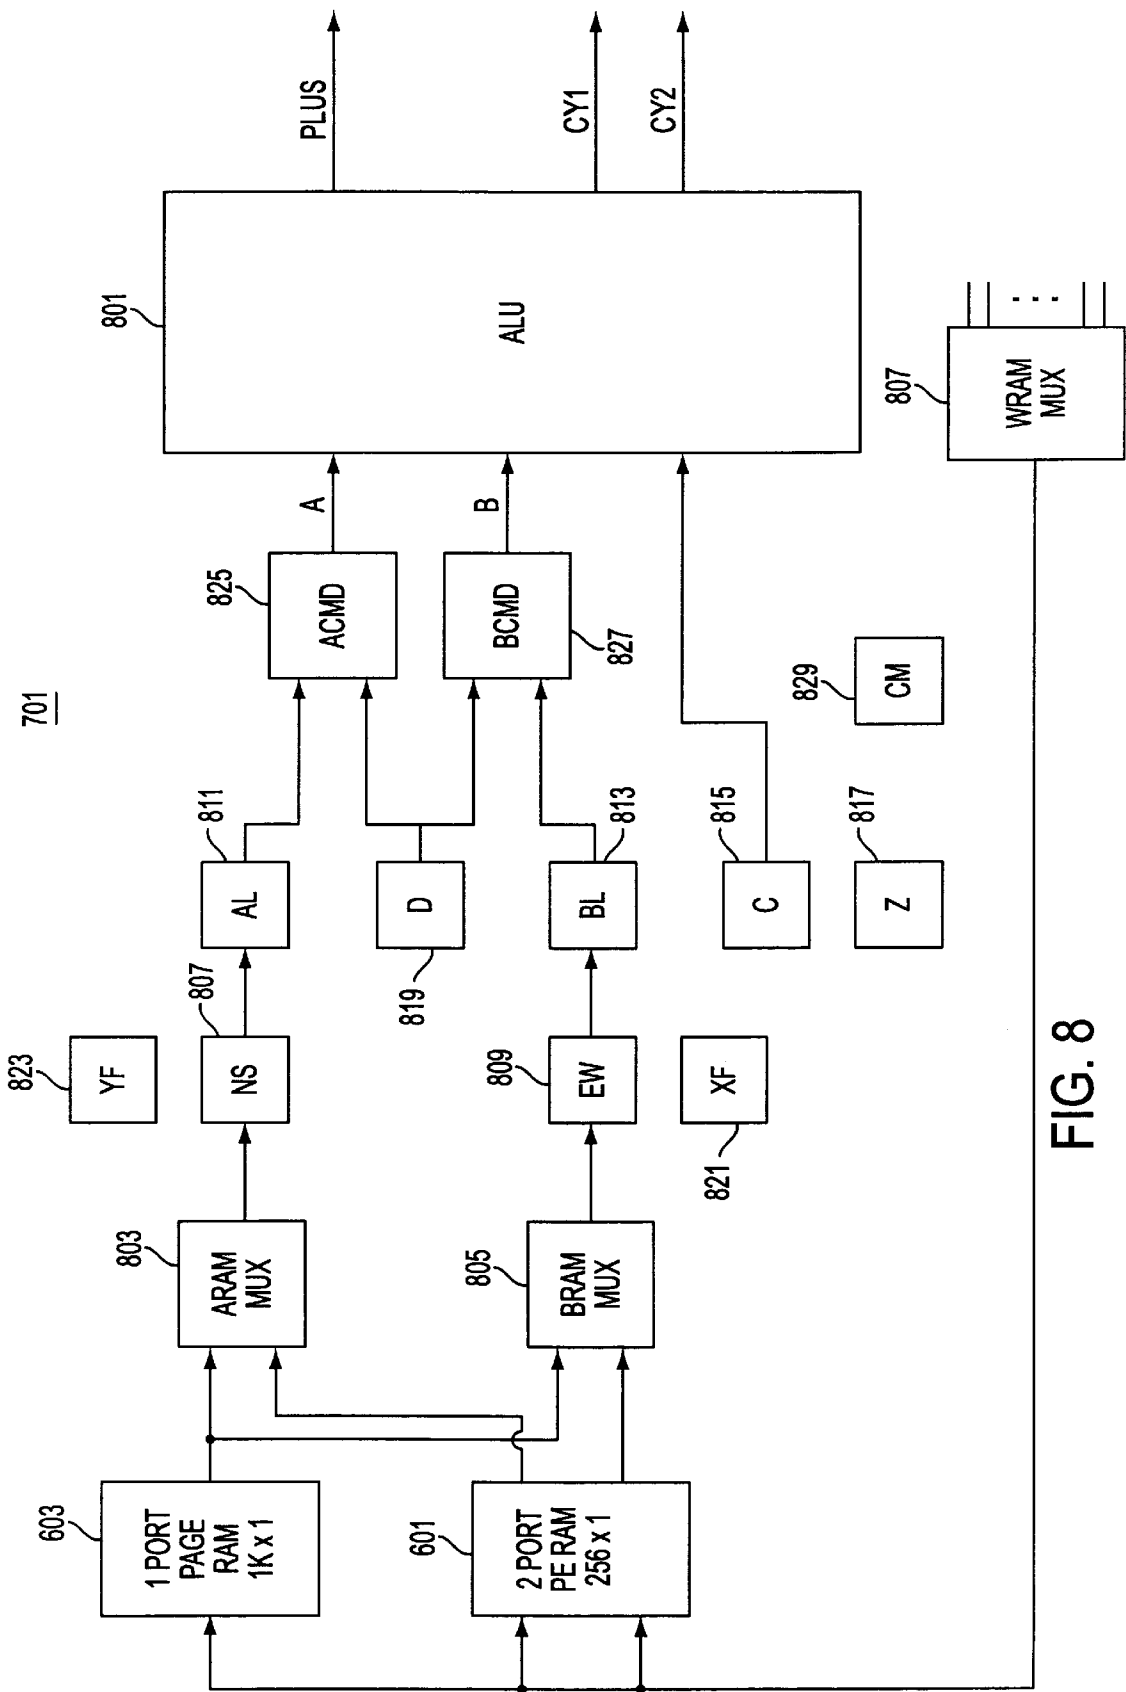 701
603
1 PORT
PAGE
RAM
1K x 1
601
2 PORT
PE RAM
256 x 1
803
ARAM
MUX
805
BRAM
MUX
823
YF
807
NS
809
EW
821
XF
811
AL
819
D
813
BL
815
C
817
Z
825
ACMD
827
BCMD
829
CM
A
B
801
ALU
807
WRAM
MUX
PLUS
CY1
CY2
FIG. 8